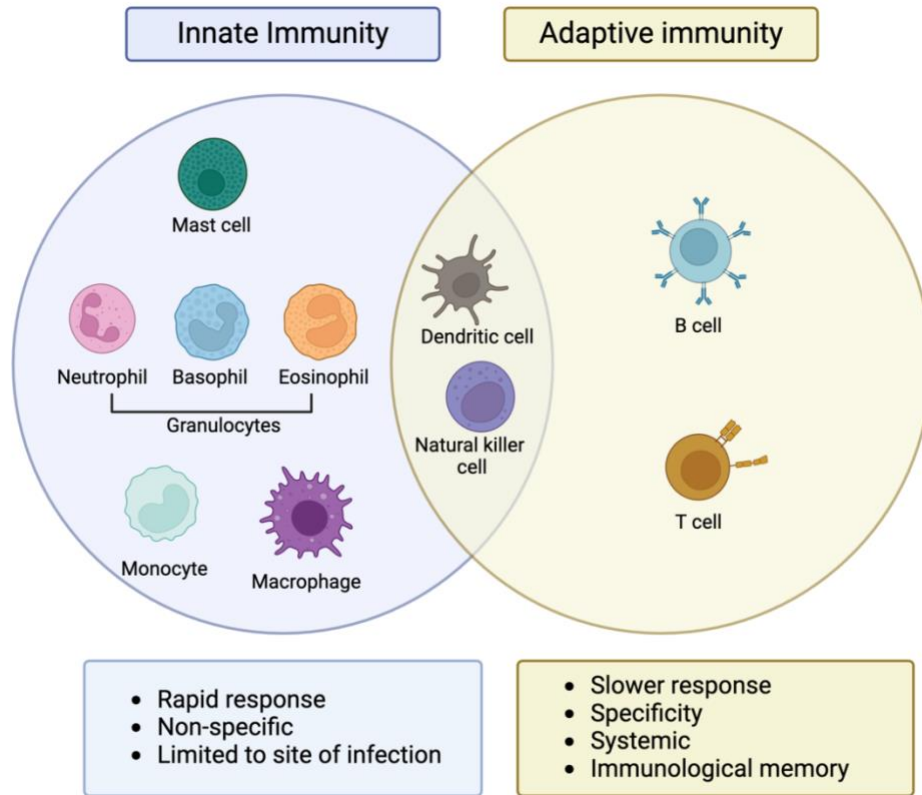 Innate Immunity
Adaptive immunity
Mast cell
Neutrophil
Basophil
Eosinophil
Granulocytes
Monocyte
Macrophage
Dendritic cell
Natural killer
cell
B cell
T cell
• Rapid response
• Non-specific
• Limited to site of infection
• Slower response
• Specificity
• Systemic
• Immunological memory